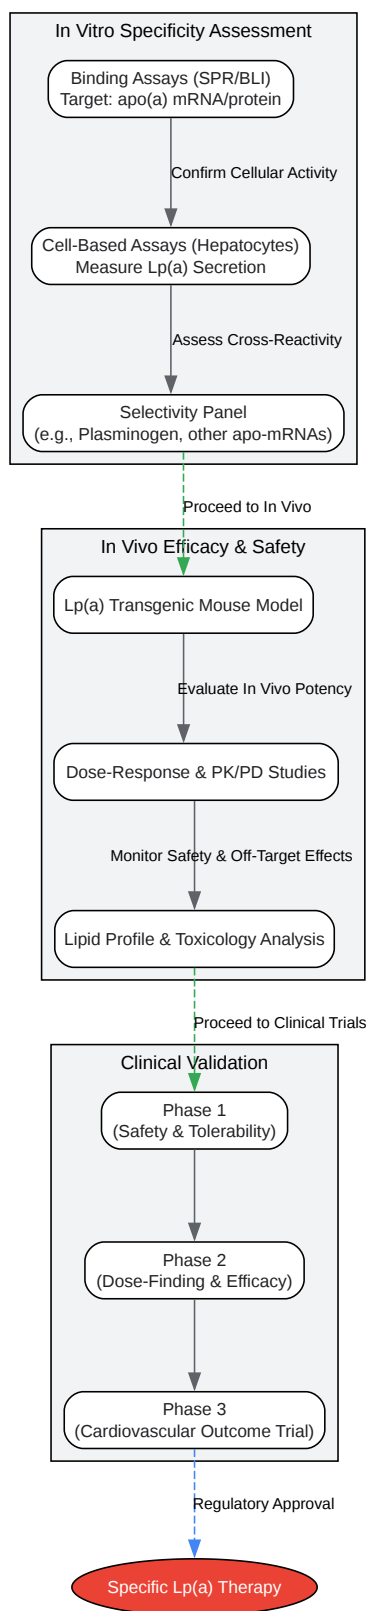 In Vitro Specificity Assessment
Binding Assays (SPR/BLI)
Target: apo(a) mRNA/protein
Confirm Cellular Activity
Cell-Based Assays (Hepatocytes)
Measure Lp(a) Secretion
Assess Cross-Reactivity
Selectivity Panel
(e.g., Plasminogen, other apo-mRNAs)
Proceed to In Vivo
In Vivo Efficacy & Safety
Lp(a) Transgenic Mouse Model
Evaluate In Vivo Potency
Dose-Response & PK/PD Studies
Monitor Safety & Off-Target Effects
Lipid Profile & Toxicology Analysis
Proceed to Clinical Trials
Clinical Validation
Phase 1
(Safety & Tolerability)
Phase 2
(Dose-Finding & Efficacy)
Phase 3
(Cardiovascular Outcome Trial)
Regulatory Approval
Specific Lp(a) Therapy